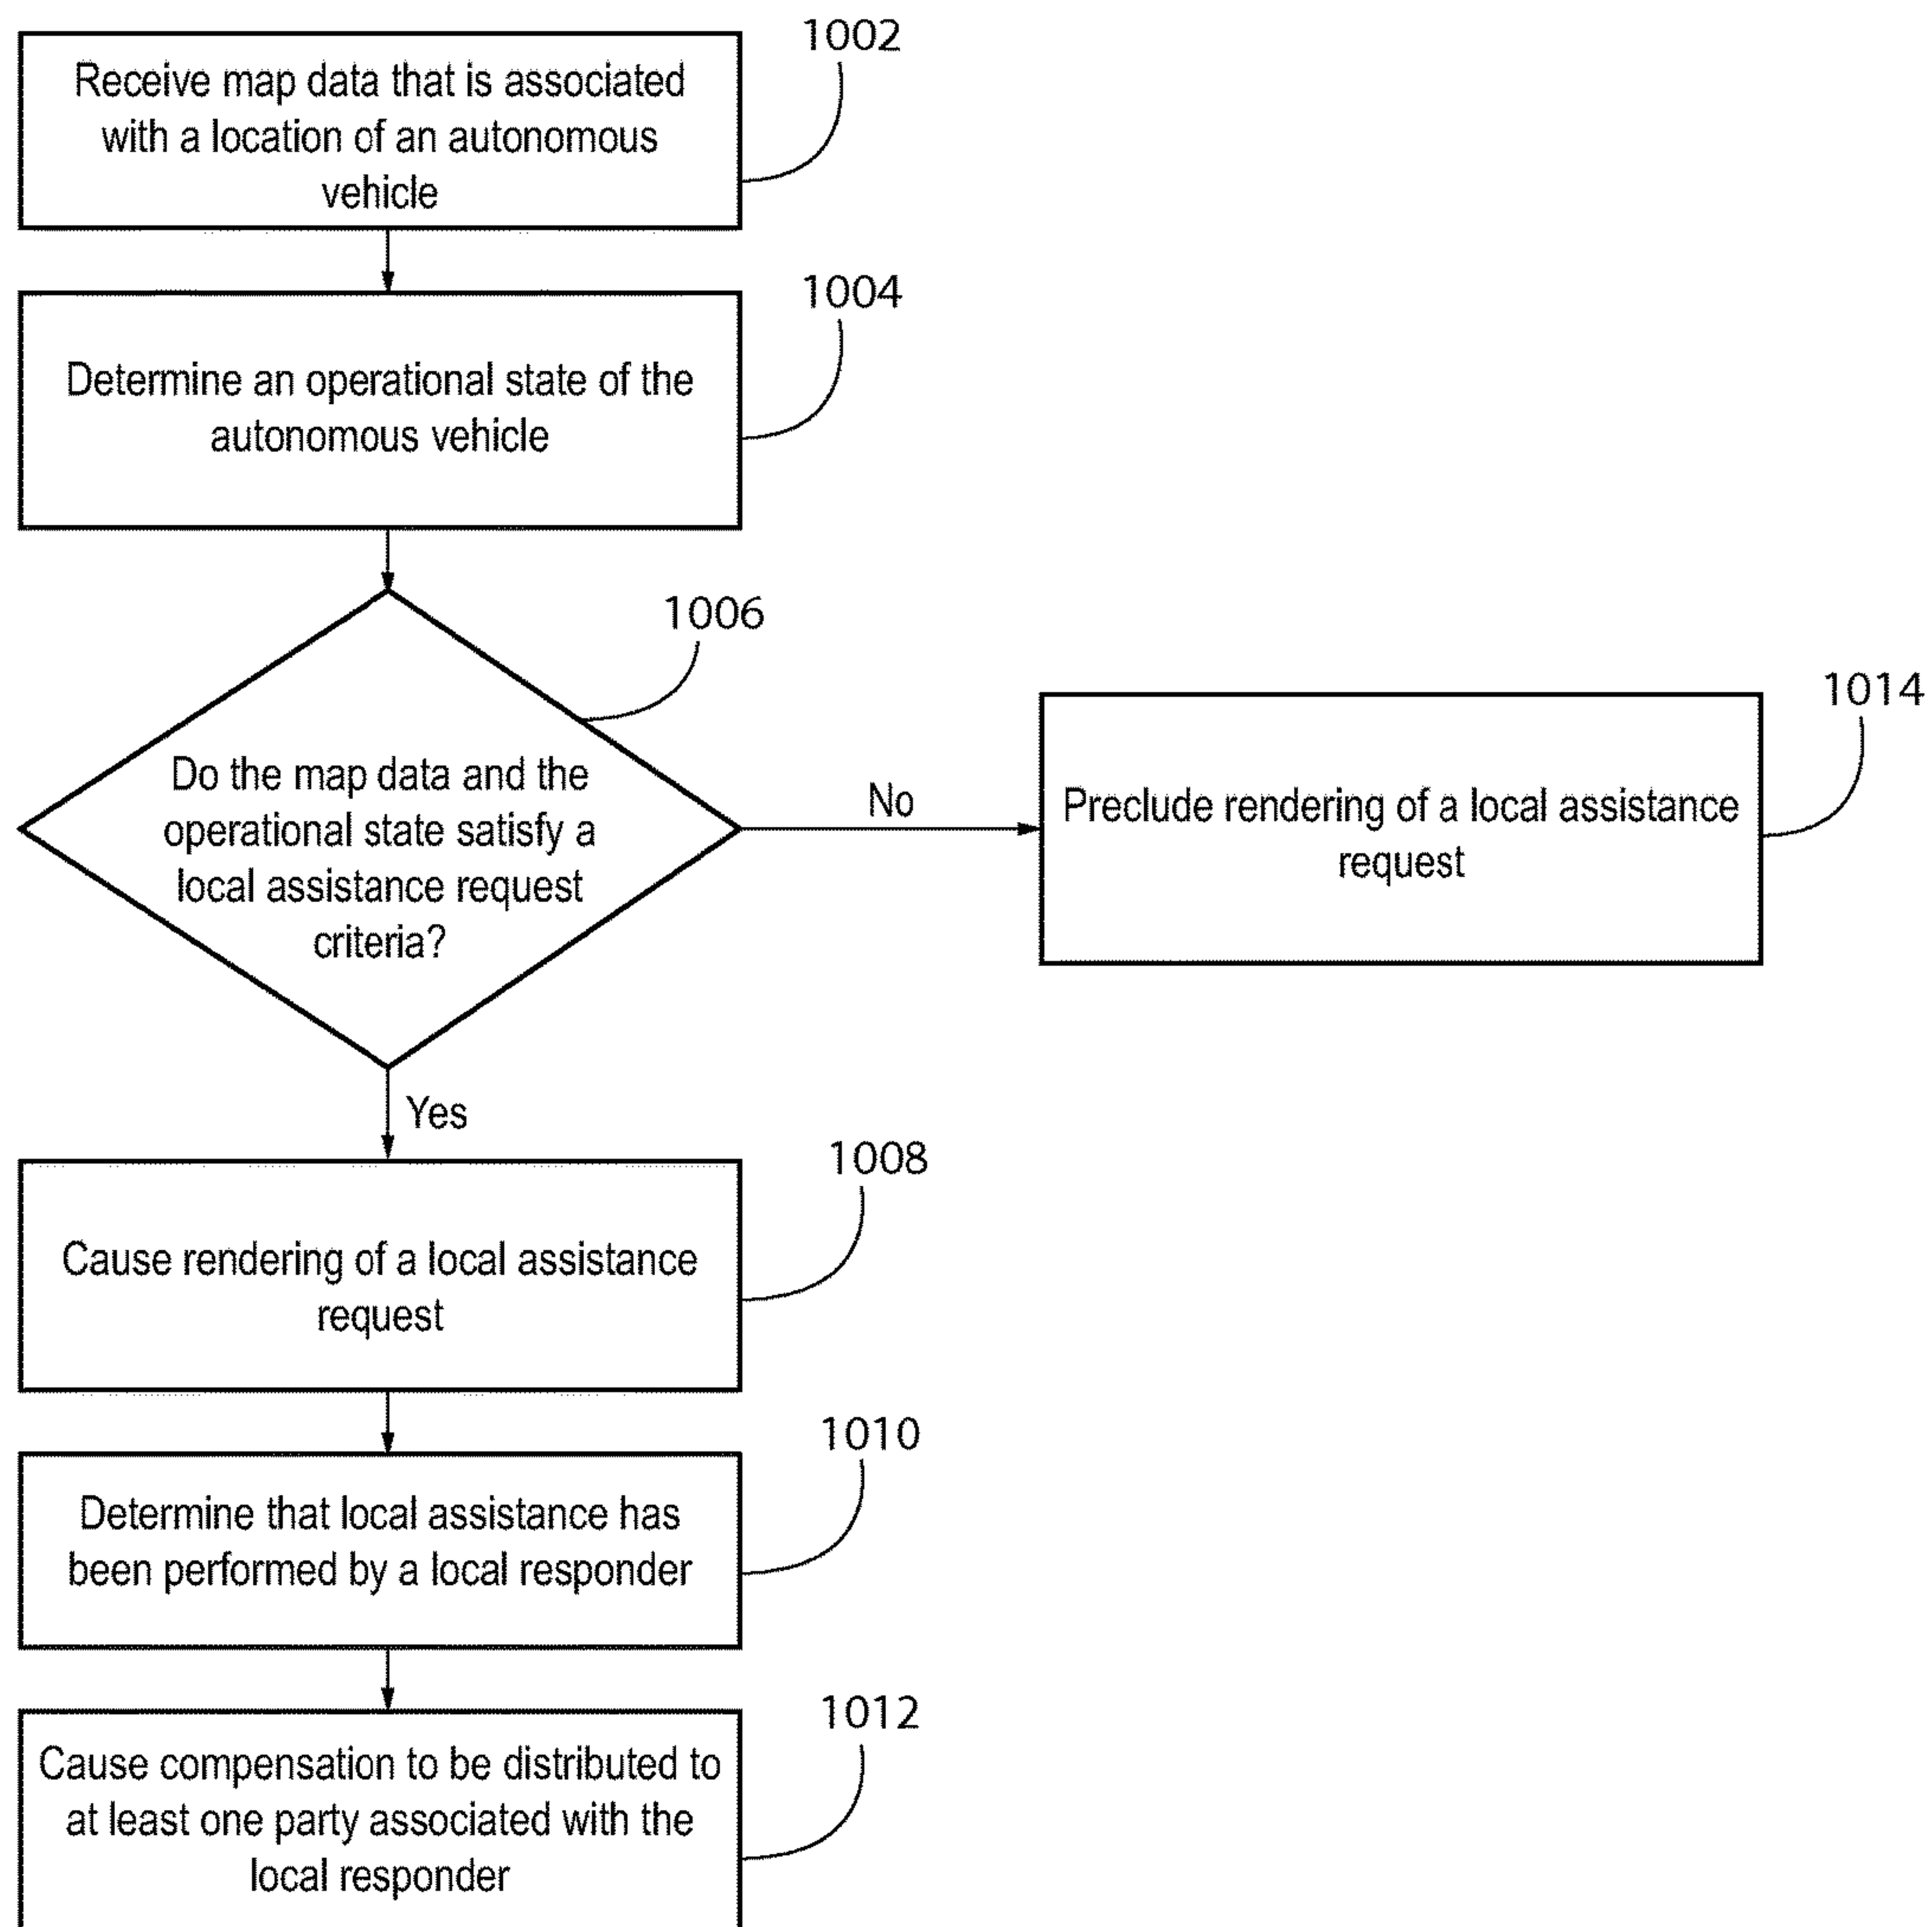 1002
Receive map data that is associated
with a location of an autonomous
vehicle
1004
Determine an operational state of the
autonomous vehicle
1006
Do the map data and the
operational state satisfy a
local assistance request
criteria?
No
1014
Preclude rendering of a local assistance
request
Yes
1008
Cause rendering of a local assistance
request
1010
Determine that local assistance has
been performed by a local responder
1012
Cause compensation to be distributed to
at least one party associated with the
local responder